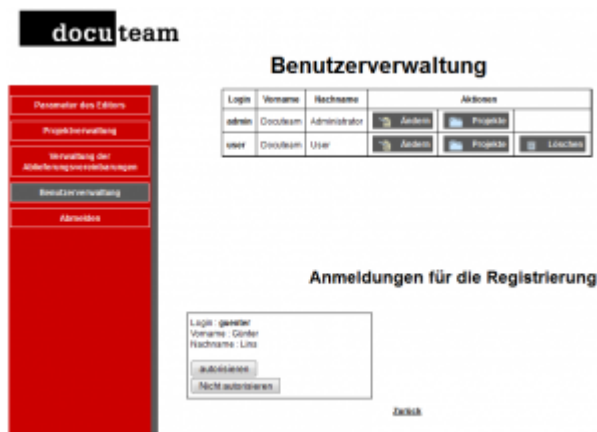 docuteam
Benutzerverwaltung
Parameter des Editors
Projektverwaltung
Verwaltung der
Ablieferungsvereinbarungen
Benutzerverwaltung
Abmelden
Login Vorname Nachname Aktionen
admin Docuteam Administrator Ändern Projekte
user Docuteam User Ändern Projekte Löschen
Anmeldungen für die Registrierung
Login : guenter
Vorname : Günter
Nachname : Lins
autorisieren
Nicht autorisieren
Zurück